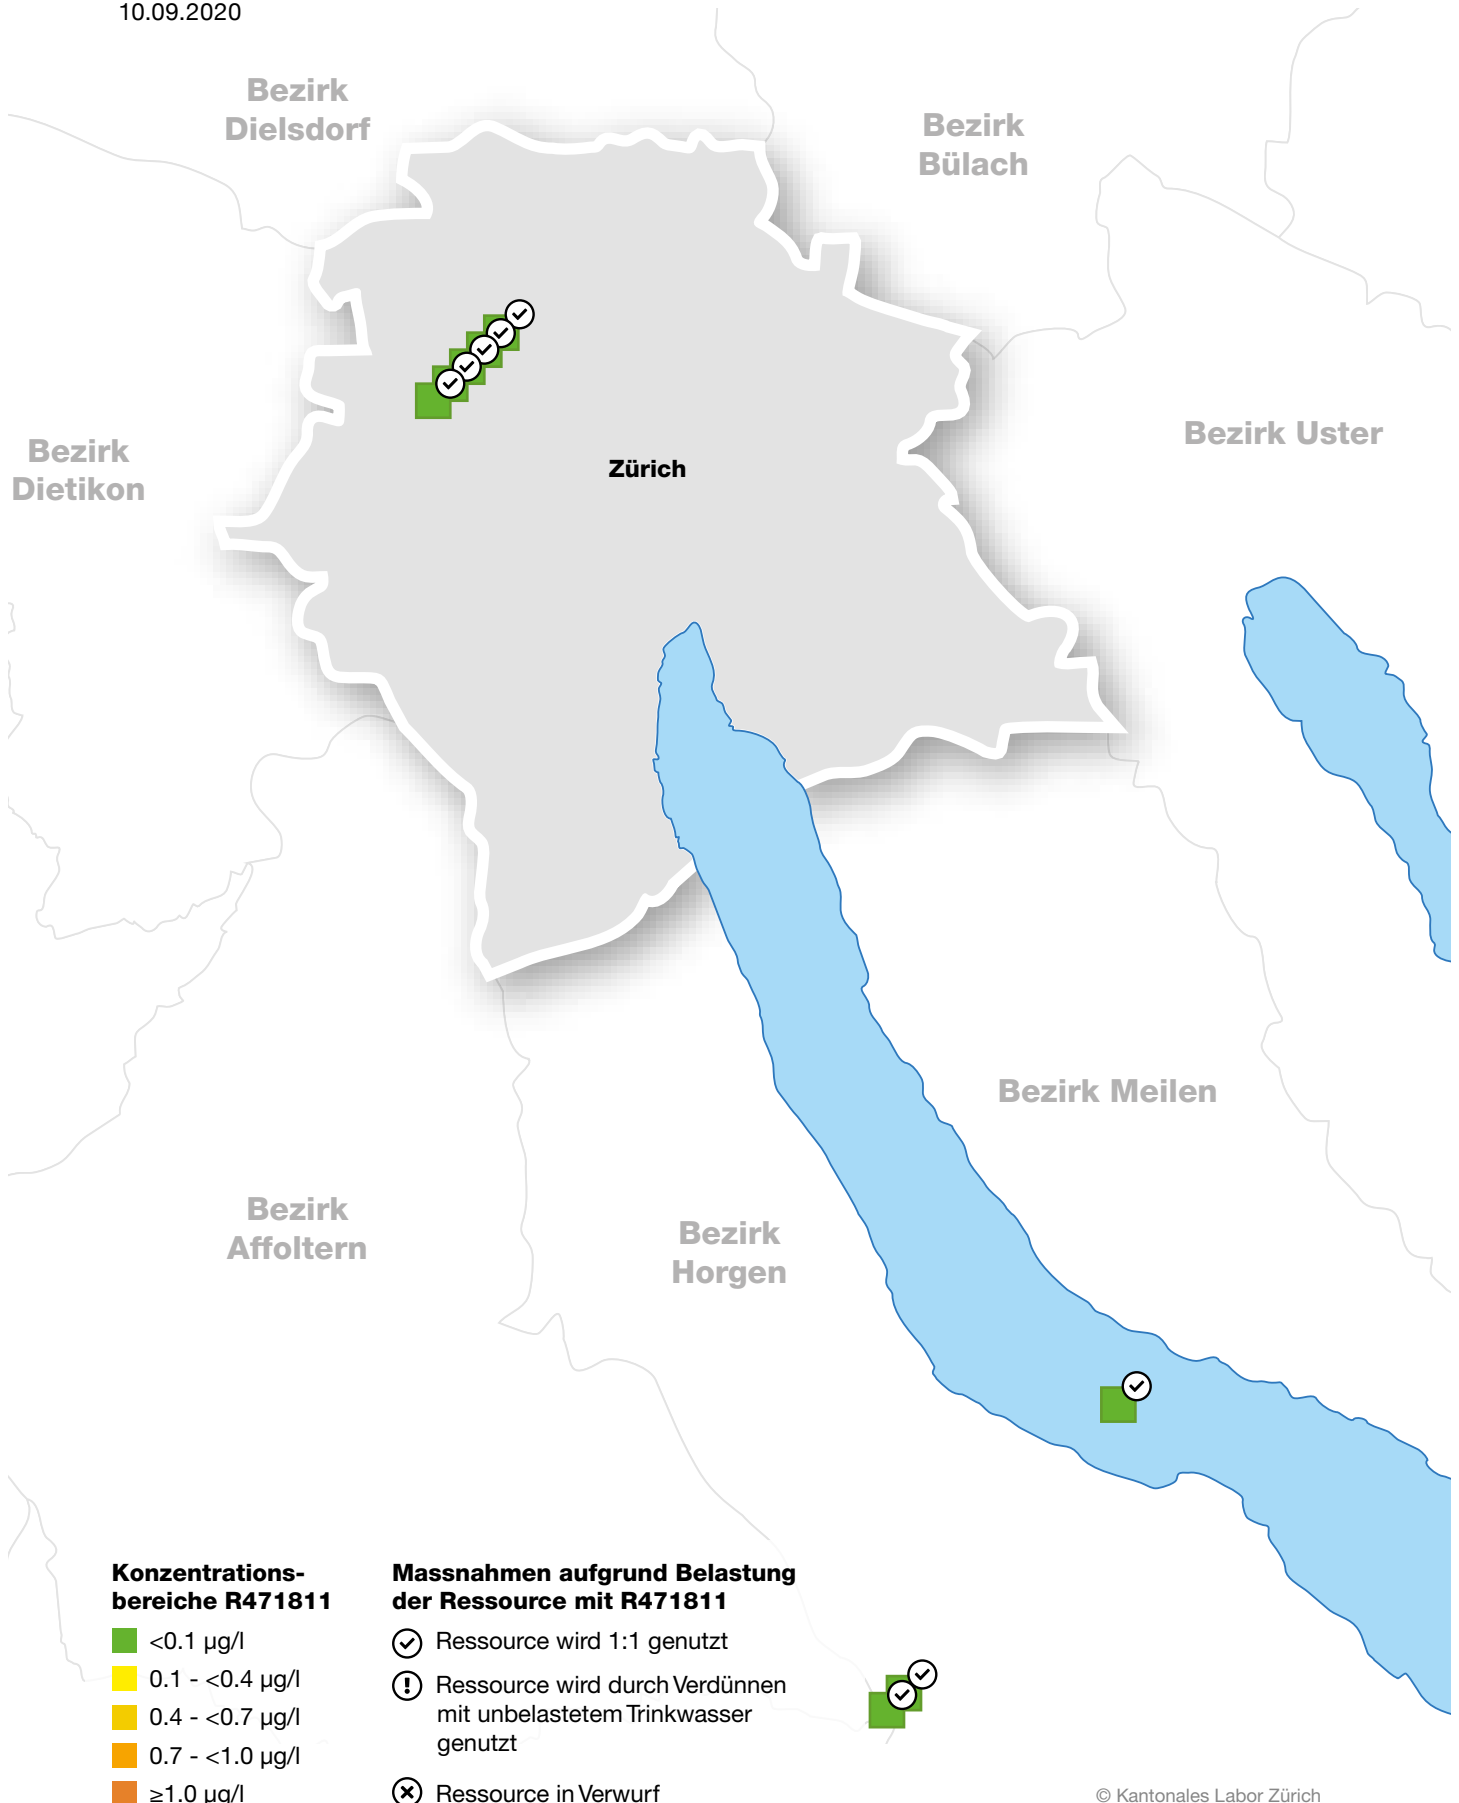 10.09.2020
Bezirk
Dielsdorf
Bezirk
Bülach
Bezirk
Dietikon
Bezirk Uster
Zürich
Bezirk Meilen
Bezirk
Affoltern
Bezirk
Horgen
Konzentrations-
bereiche R471811
<0.1 µg/l
0.1 - <0.4 µg/l
0.4 - <0.7 µg/l
0.7 - <1.0 µg/l
≥1.0 µg/l
Massnahmen aufgrund Belastung
der Ressource mit R471811
Ressource wird 1:1 genutzt
Ressource wird durch Verdünnen
mit unbelastetem Trinkwasser
genutzt
Ressource in Verwurf
© Kantonales Labor Zürich